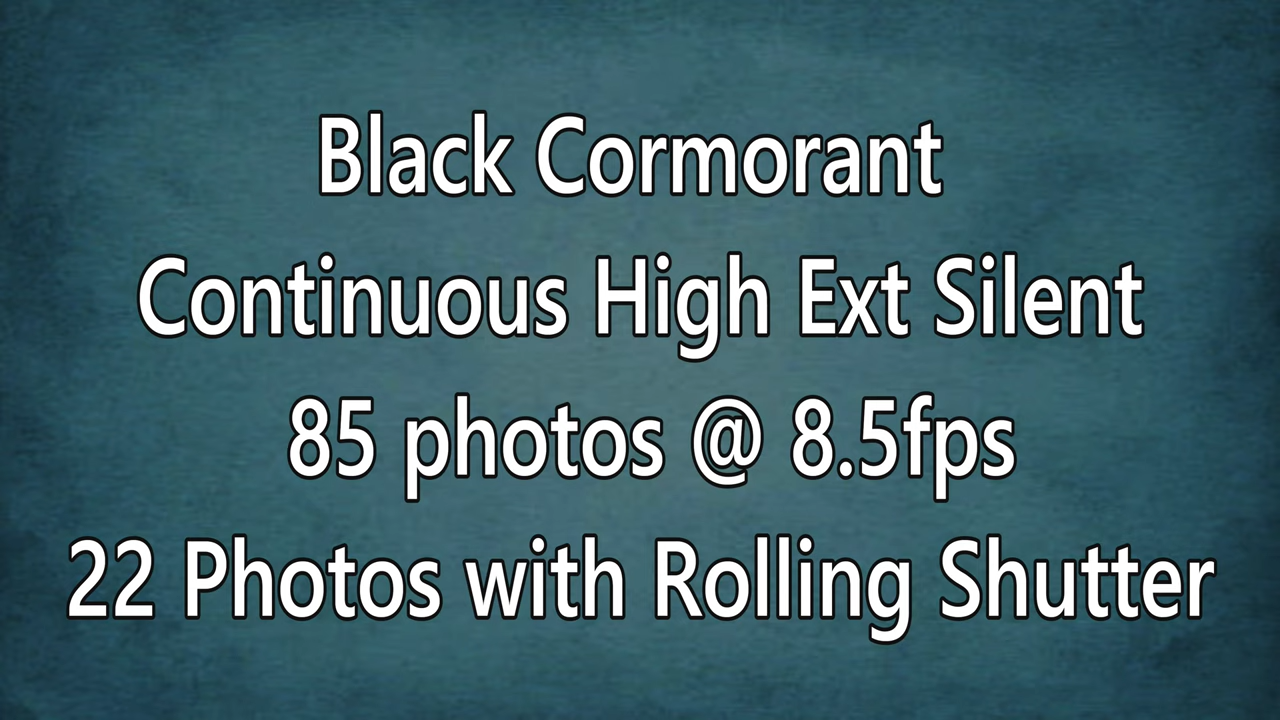 Black Cormorant
Continuous High Ext Silent
85 photos @ 8.5fps
22 Photos with Rolling Shutter